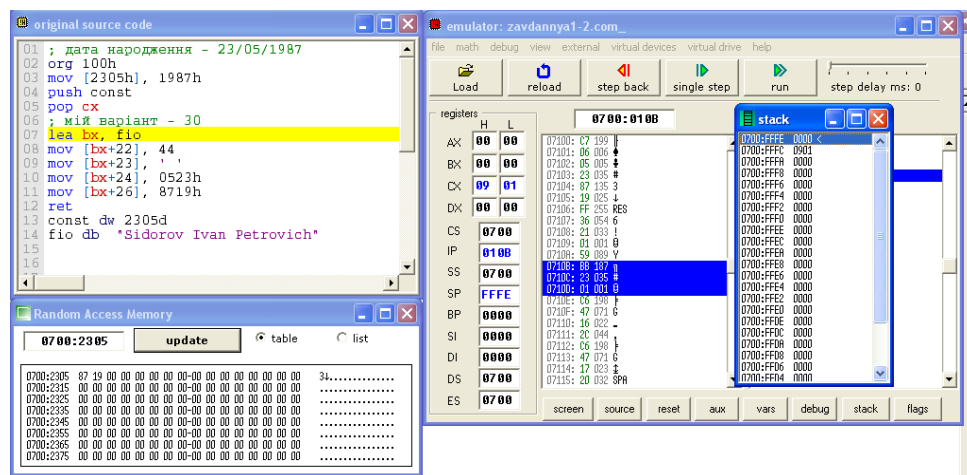 original source code
01 ; дата народження - 23/05/1987
02 org 100h
03 mov [2305h], 1987h
04 push const
05 pop cx
06 ; мій варіант - 30
07 lea bx, fio
08 mov [bx+22], 44
09 mov [bx+23], ' '
10 mov [bx+24], 0523h
11 mov [bx+26], 8719h
12 ret
13 const dw 2305d
14 fio db "Sidorov Ivan Petrovich"
15
16
Random Access Memory
0700:2305 update table list
0700:2305 87 19 00 00 00 00 00 00-00 00 00 00 00 00 00 00 3↓..............
0700:2315 00 00 00 00 00 00 00 00-00 00 00 00 00 00 00 00 ................
0700:2325 00 00 00 00 00 00 00 00-00 00 00 00 00 00 00 00 ................
0700:2335 00 00 00 00 00 00 00 00-00 00 00 00 00 00 00 00 ................
0700:2345 00 00 00 00 00 00 00 00-00 00 00 00 00 00 00 00 ................
0700:2355 00 00 00 00 00 00 00 00-00 00 00 00 00 00 00 00 ................
0700:2365 00 00 00 00 00 00 00 00-00 00 00 00 00 00 00 00 ................
0700:2375 00 00 00 00 00 00 00 00-00 00 00 00 00 00 00 00 ................
emulator: zavdannya1-2.com_
file math debug view external virtual devices virtual drive help
Load reload step back single step run step delay ms: 0
registers
H L
AX 00 00
BX 00 00
CX 09 01
DX 00 00
CS 0700
IP 010B
SS 0700
SP FFFE
BP 0000
SI 0000
DI 0000
DS 0700
ES 0700
0700:010B
07100: C7 199 ╟
07101: 06 006 ♠
07102: 05 005 ♣
07103: 23 035 #
07104: 87 135 3
07105: 19 025 ↓
07106: FF 255 RES
07107: 36 054 6
07108: 21 033 !
07109: 01 001 ☺
0710A: 59 089 Y
0710B: BB 187 ╗
0710C: 23 035 #
0710D: 01 001 ☺
0710E: C6 198 ╞
0710F: 47 071 G
07110: 16 022 ▬
07111: 2C 044 ,
07112: C6 198 ╞
07113: 47 071 G
07114: 17 023 ↨
07115: 20 032 SPA
stack
0700:FFFE 0000 <
0700:FFFC 0901
0700:FFFA 0000
0700:FFF8 0000
0700:FFF6 0000
0700:FFF4 0000
0700:FFF2 0000
0700:FFF0 0000
0700:FFEE 0000
0700:FFEC 0000
0700:FFEA 0000
0700:FFE8 0000
0700:FFE6 0000
0700:FFE4 0000
0700:FFE2 0000
0700:FFE0 0000
0700:FFDE 0000
0700:FFDC 0000
0700:FFDA 0000
0700:FFD8 0000
0700:FFD6 0000
0700:FFD4 0000
screen source reset aux vars debug stack flags